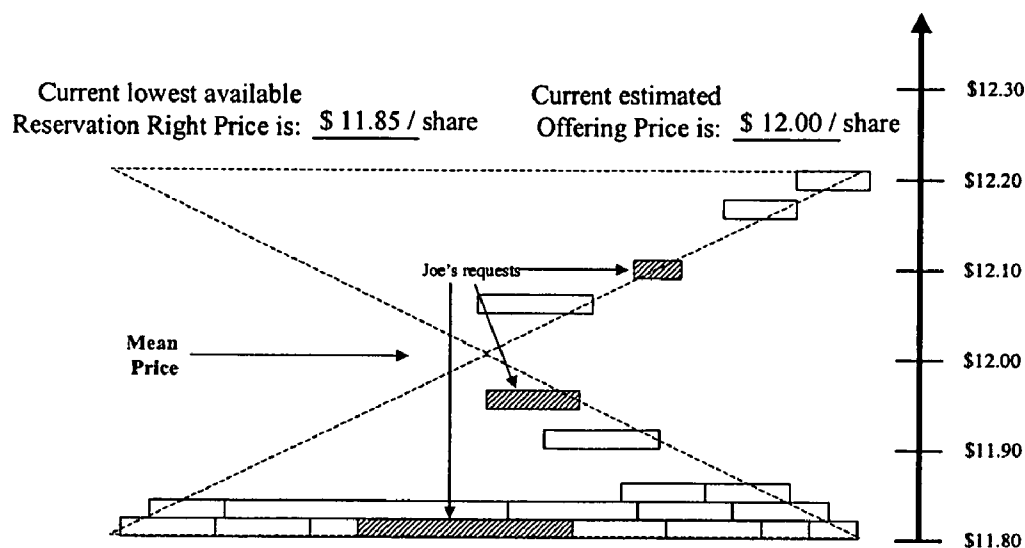 Current lowest available
Reservation Right Price is: $ 11.85 / share
Current estimated
Offering Price is: $ 12.00 / share
$12.30
$12.20
Joe's requests
$12.10
Mean
Price
$12.00
$11.90
$11.80